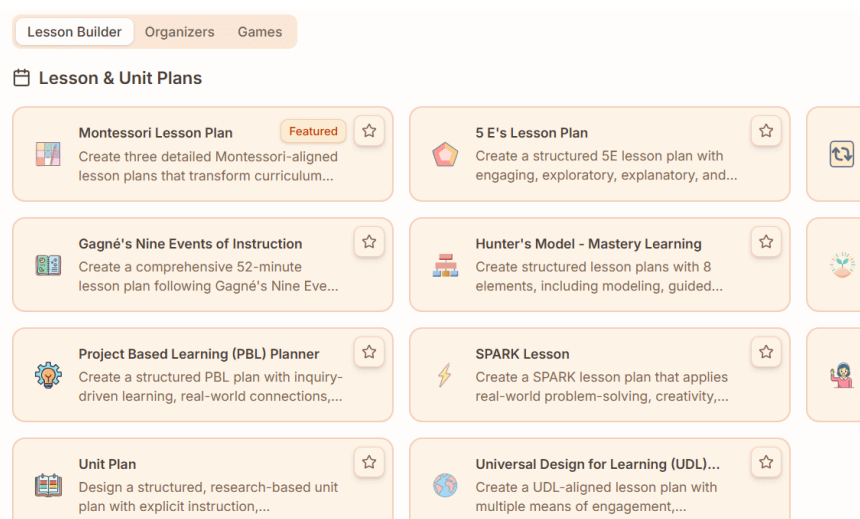 Lesson Builder Organizers Games
Lesson & Unit Plans
Montessori Lesson Plan Featured
Create three detailed Montessori-aligned
lesson plans that transform curriculum...
5 E's Lesson Plan
Create a structured 5E lesson plan with
engaging, exploratory, explanatory, and...
Gagné's Nine Events of Instruction
Create a comprehensive 52-minute
lesson plan following Gagné's Nine Eve...
Hunter's Model - Mastery Learning
Create structured lesson plans with 8
elements, including modeling, guided...
Project Based Learning (PBL) Planner
Create a structured PBL plan with inquiry-
driven learning, real-world connections,...
SPARK Lesson
Create a SPARK lesson plan that applies
real-world problem-solving, creativity,...
Unit Plan
Design a structured, research-based unit
plan with explicit instruction,...
Universal Design for Learning (UDL)...
Create a UDL-aligned lesson plan with
multiple means of engagement,...